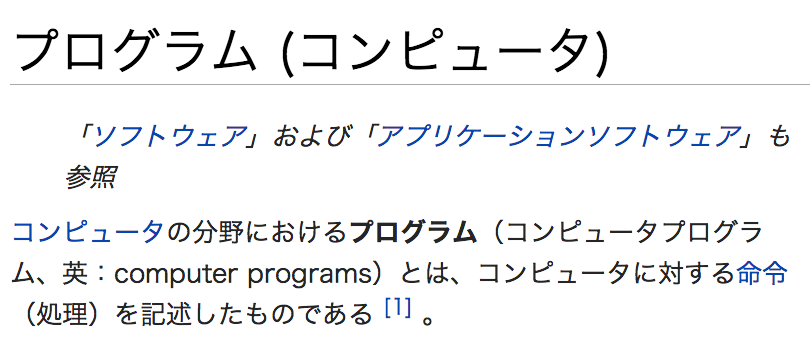 プログラム (コンピュータ)
「ソフトウェア」および「アプリケーションソフトウェア」も
参照
コンピュータの分野におけるプログラム（コンピュータプログラ
ム、英：computer programs）とは、コンピュータに対する命令
（処理）を記述したものである [1] 。